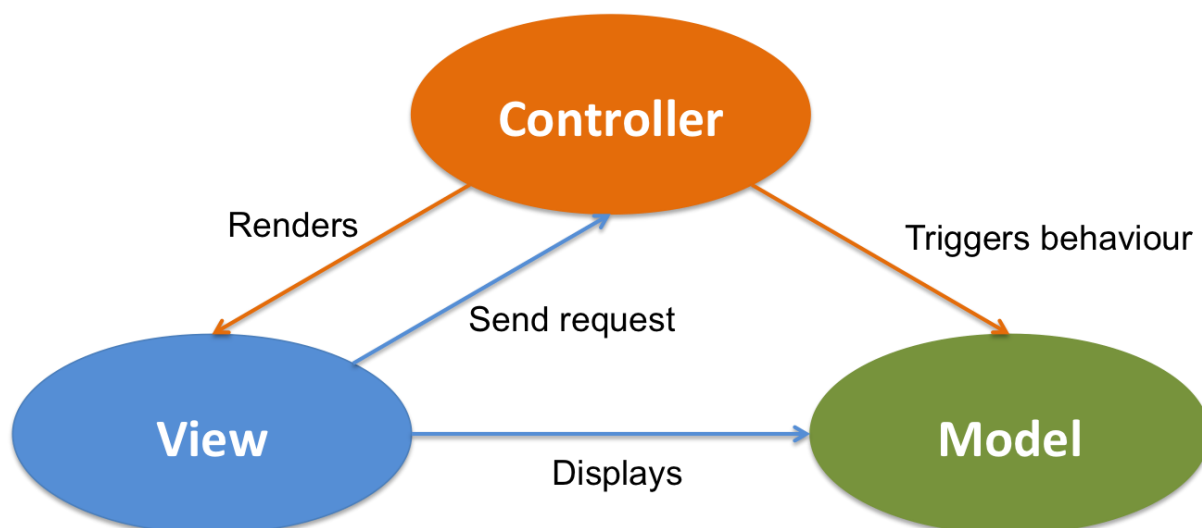 Controller
Renders
Triggers behaviour
Send request
View
Model
Displays